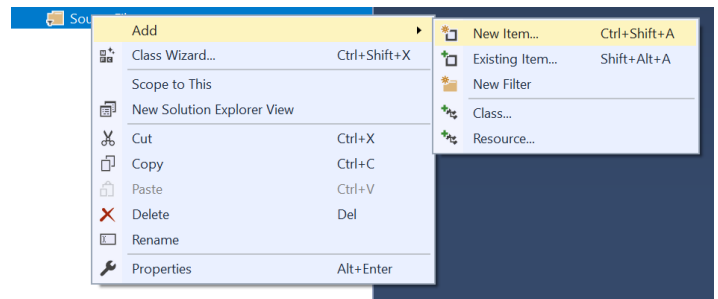 Add
Class Wizard... Ctrl+Shift+X
Scope to This
New Solution Explorer View
Cut Ctrl+X
Copy Ctrl+C
Paste Ctrl+V
Delete Del
Rename
Properties Alt+Enter
New Item... Ctrl+Shift+A
Existing Item... Shift+Alt+A
New Filter
Class...
Resource...